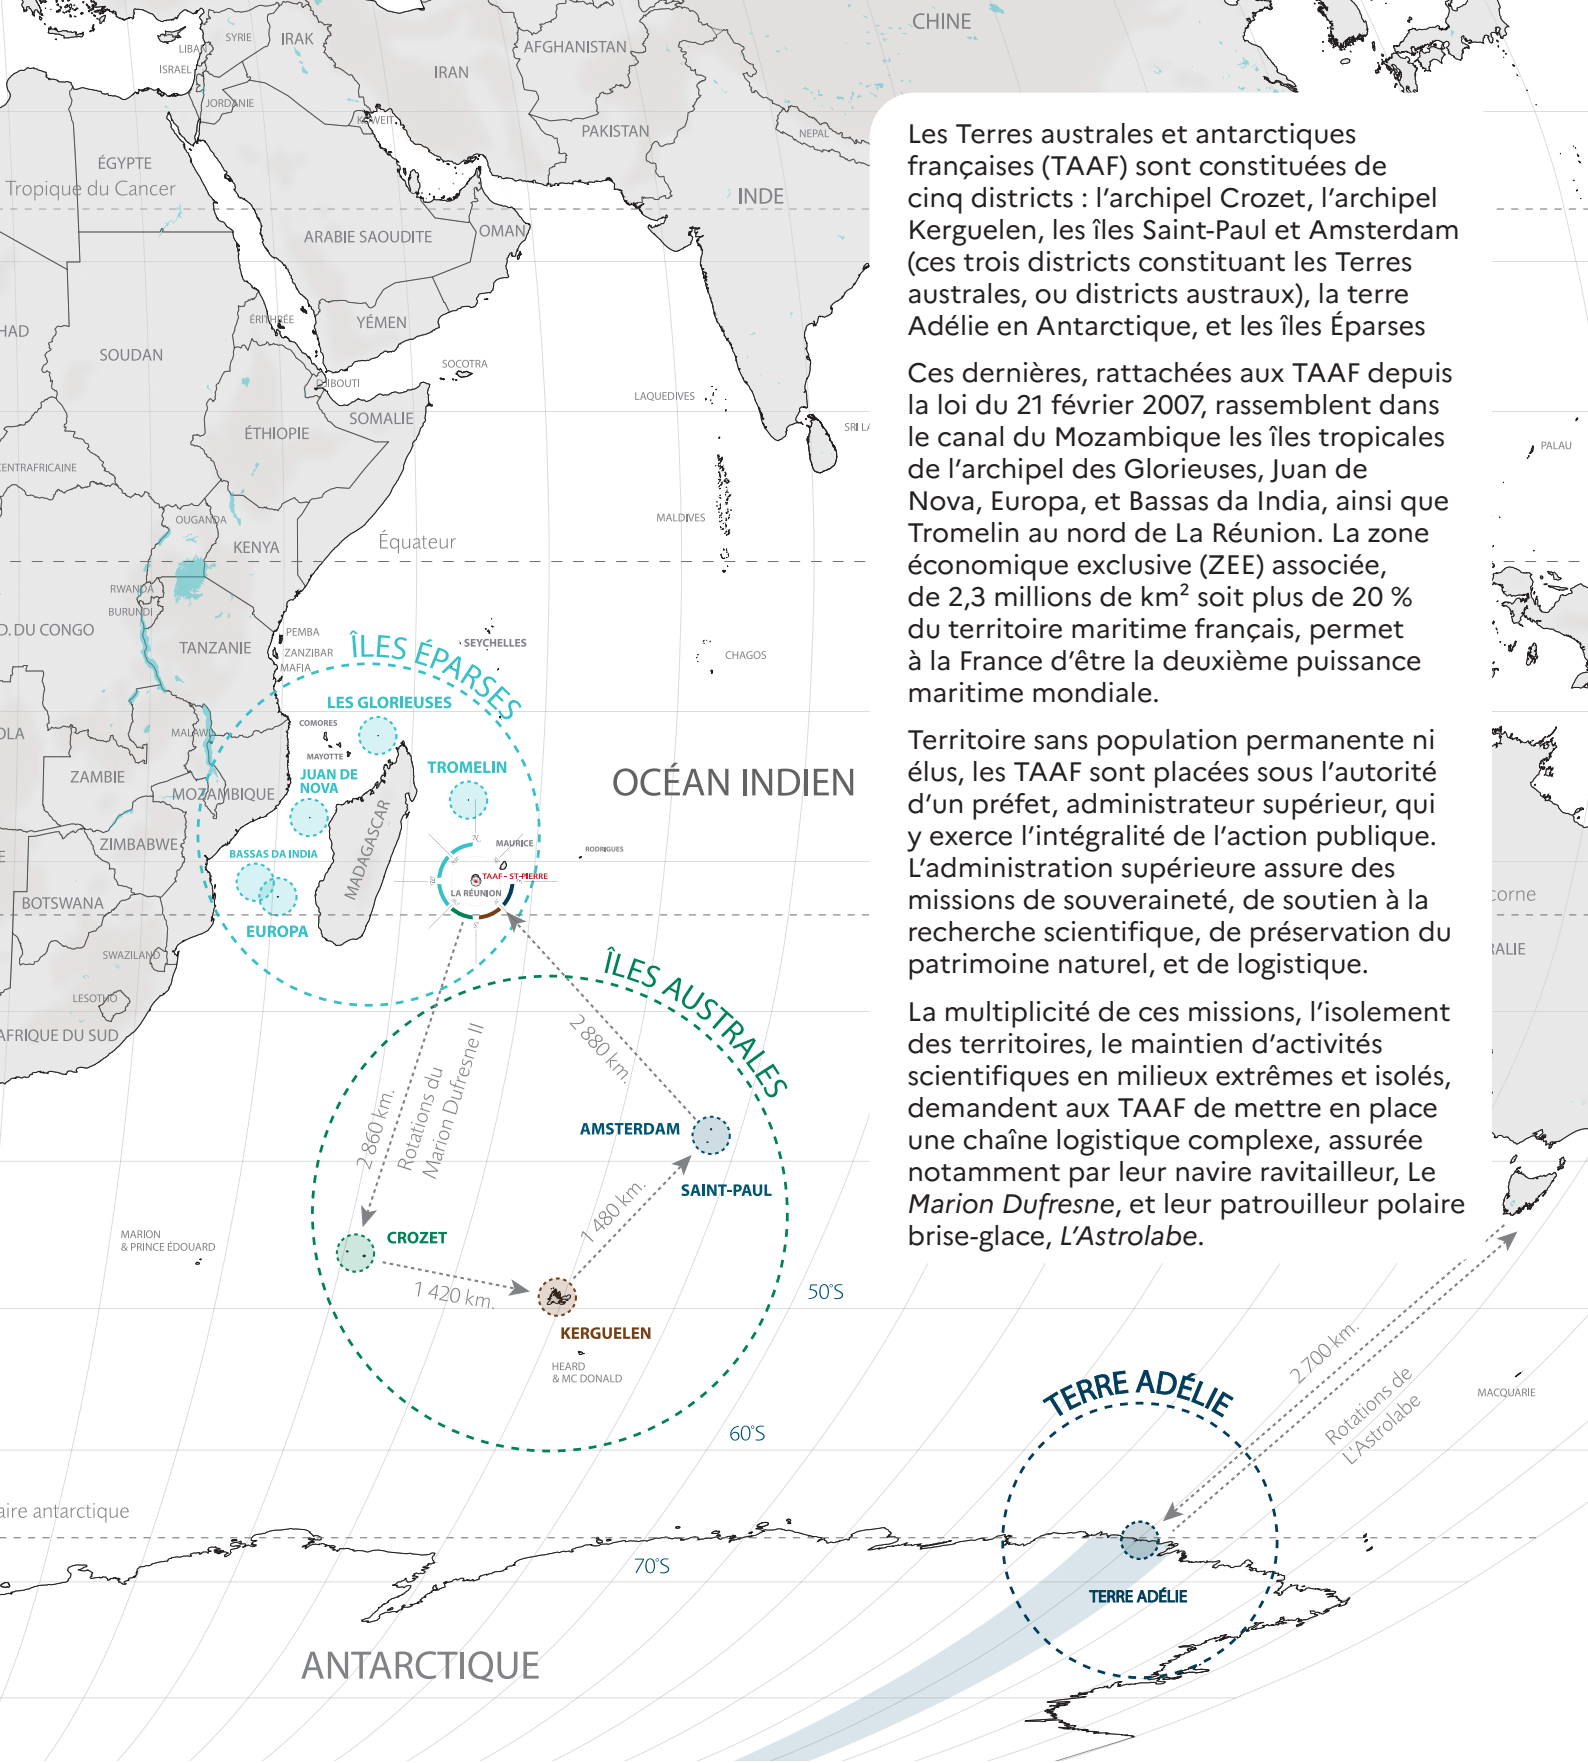 CHINE
SYRIE
IRAK
LIBAN
AFGHANISTAN
ISRAEL
IRAN
JORDANIE
KOWEIT
PAKISTAN
NEPAL
ÉGYPTE
Tropique du Cancer
INDE
ARABIE SAOUDITE
OMAN
ÉRITHRÉE
YÉMEN
HAD
SOUDAN
SOCOTRA
DJIBOUTI
LAQUEDIVES
SOMALIE
SRI LA
ÉTHIOPIE
ENTRAFRICAINE
PALAU
OUGANDA
MALDIVES
KENYA
Équateur
RWANDA
BURUNDI
D. DU CONGO
TANZANIE
PEMBA
ZANZIBAR
MAFIA
SEYCHELLES
CHAGOS
ÎLES ÉPARSES
LES GLORIEUSES
COMORES
MAYOTTE
OLA
MALAWI
ZAMBIE
MOZAMBIQUE
JUAN DE
NOVA
TROMELIN
OCÉAN INDIEN
MADAGASCAR
ZIMBABWE
BASSAS DA INDIA
MAURICE
RODRIGUES
TAAF - ST-PIERRE
LA RÉUNION
BOTSWANA
EUROPA
SWAZILAND
LESOTHO
AFRIQUE DU SUD
corne
RALIE
ÎLES AUSTRALES
2 880 km.
2 860 km.
Rotations du
Marion Dufresne II
AMSTERDAM
SAINT-PAUL
1 480 km.
CROZET
1 420 km.
KERGUELEN
MARION
& PRINCE ÉDOUARD
HEARD
& MC DONALD
50°S
60°S
70°S
TERRE ADÉLIE
2 700 km.
Rotations de
L'Astrolabe
MACQUARIE
aire antarctique
TERRE ADÉLIE
ANTARCTIQUE
Les Terres australes et antarctiques
françaises (TAAF) sont constituées de
cinq districts : l'archipel Crozet, l'archipel
Kerguelen, les îles Saint-Paul et Amsterdam
(ces trois districts constituant les Terres
australes, ou districts austraux), la terre
Adélie en Antarctique, et les îles Éparses
Ces dernières, rattachées aux TAAF depuis
la loi du 21 février 2007, rassemblent dans
le canal du Mozambique les îles tropicales
de l'archipel des Glorieuses, Juan de
Nova, Europa, et Bassas da India, ainsi que
Tromelin au nord de La Réunion. La zone
économique exclusive (ZEE) associée,
de 2,3 millions de km² soit plus de 20 %
du territoire maritime français, permet
à la France d'être la deuxième puissance
maritime mondiale.
Territoire sans population permanente ni
élus, les TAAF sont placées sous l'autorité
d'un préfet, administrateur supérieur, qui
y exerce l'intégralité de l'action publique.
L'administration supérieure assure des
missions de souveraineté, de soutien à la
recherche scientifique, de préservation du
patrimoine naturel, et de logistique.
La multiplicité de ces missions, l'isolement
des territoires, le maintien d'activités
scientifiques en milieux extrêmes et isolés,
demandent aux TAAF de mettre en place
une chaîne logistique complexe, assurée
notamment par leur navire ravitailleur, Le
Marion Dufresne, et leur patrouilleur polaire
brise-glace, L'Astrolabe.